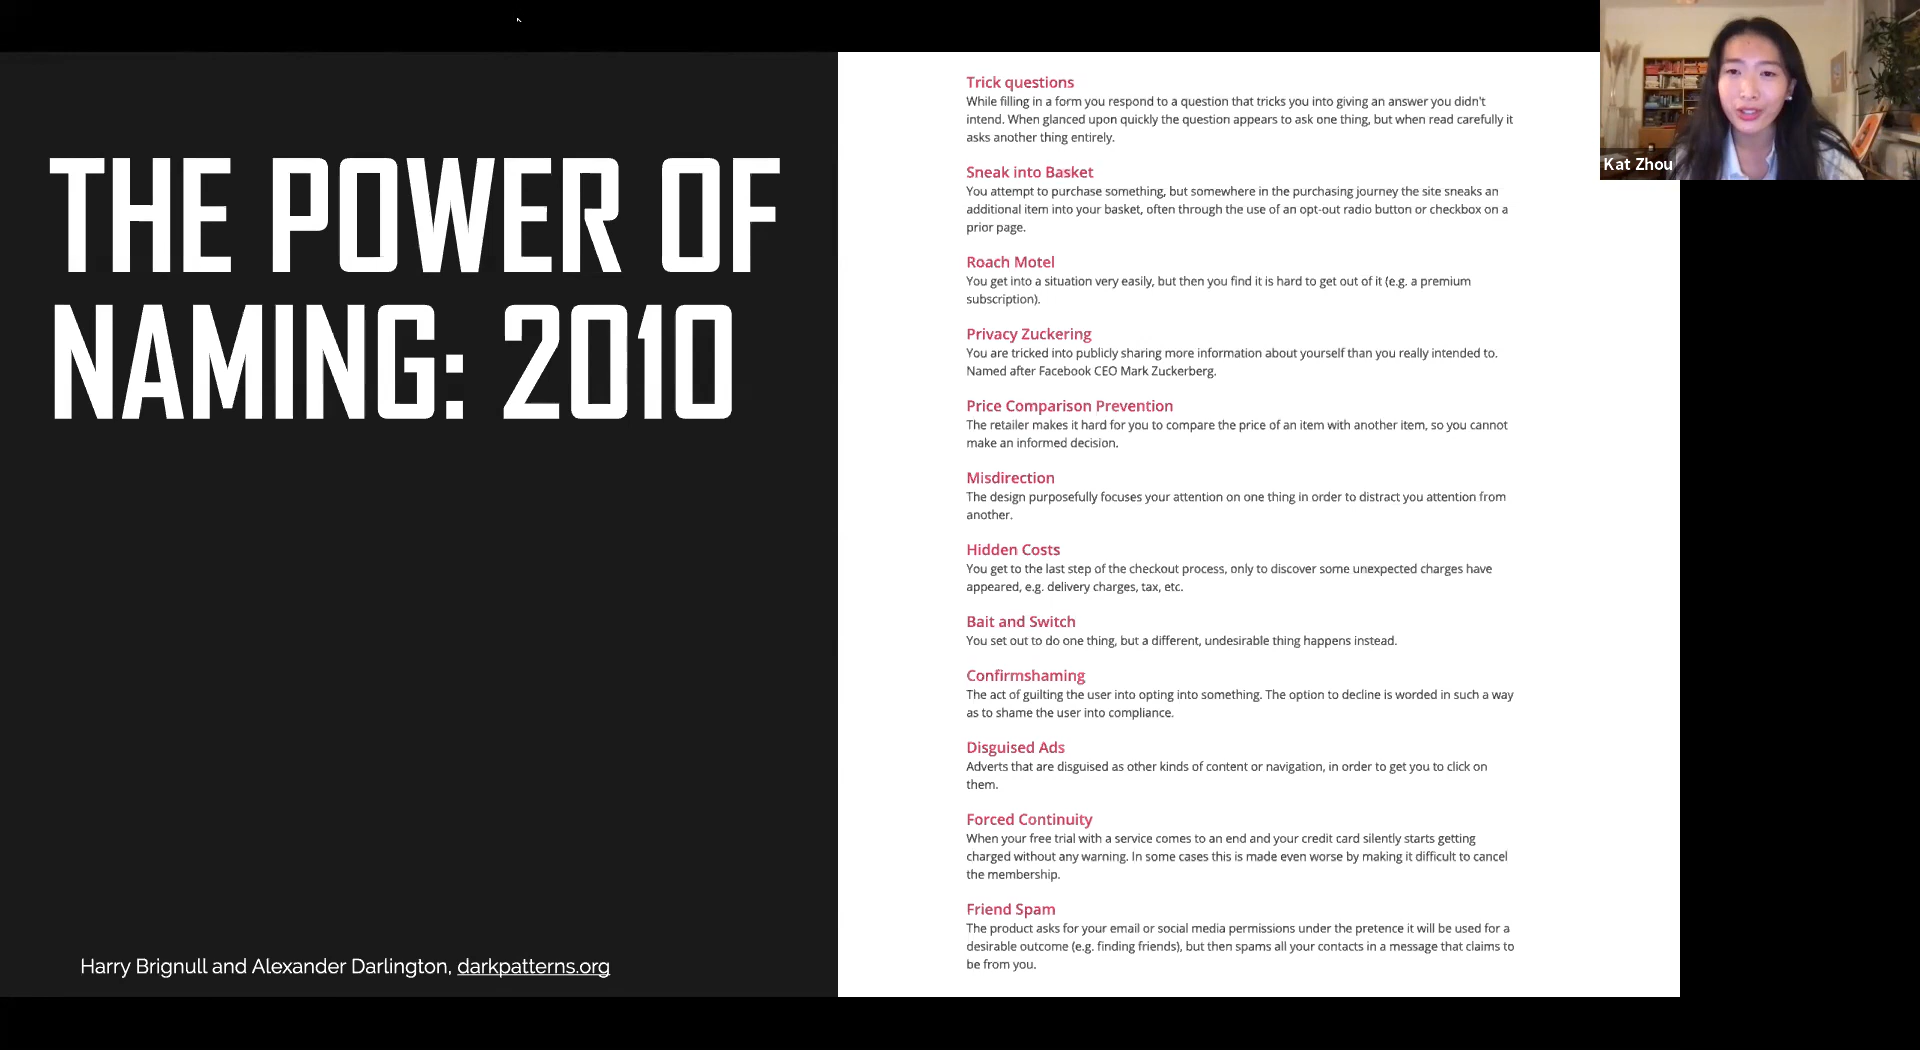 THE POWER OF
NAMING: 2010
Harry Brignull and Alexander Darlington, darkpatterns.org
Trick questions
While filling in a form you respond to a question that tricks you into giving an answer you didn't
intend. When glanced upon quickly the question appears to ask one thing, but when read carefully it
asks another thing entirely.
Sneak into Basket
You attempt to purchase something, but somewhere in the purchasing journey the site sneaks an
additional item into your basket, often through the use of an opt-out radio button or checkbox on a
prior page.
Roach Motel
You get into a situation very easily, but then you find it is hard to get out of it (e.g. a premium
subscription).
Privacy Zuckering
You are tricked into publicly sharing more information about yourself than you really intended to.
Named after Facebook CEO Mark Zuckerberg.
Price Comparison Prevention
The retailer makes it hard for you to compare the price of an item with another item, so you cannot
make an informed decision.
Misdirection
The design purposefully focuses your attention on one thing in order to distract you attention from
another.
Hidden Costs
You get to the last step of the checkout process, only to discover some unexpected charges have
appeared, e.g. delivery charges, tax, etc.
Bait and Switch
You set out to do one thing, but a different, undesirable thing happens instead.
Confirmshaming
The act of guilting the user into opting into something. The option to decline is worded in such a way
as to shame the user into compliance.
Disguised Ads
Adverts that are disguised as other kinds of content or navigation, in order to get you to click on
them.
Forced Continuity
When your free trial with a service comes to an end and your credit card silently starts getting
charged without any warning. In some cases this is made even worse by making it difficult to cancel
the membership.
Friend Spam
The product asks for your email or social media permissions under the pretence it will be used for a
desirable outcome (e.g. finding friends), but then spams all your contacts in a message that claims to
be from you.
Kat Zhou